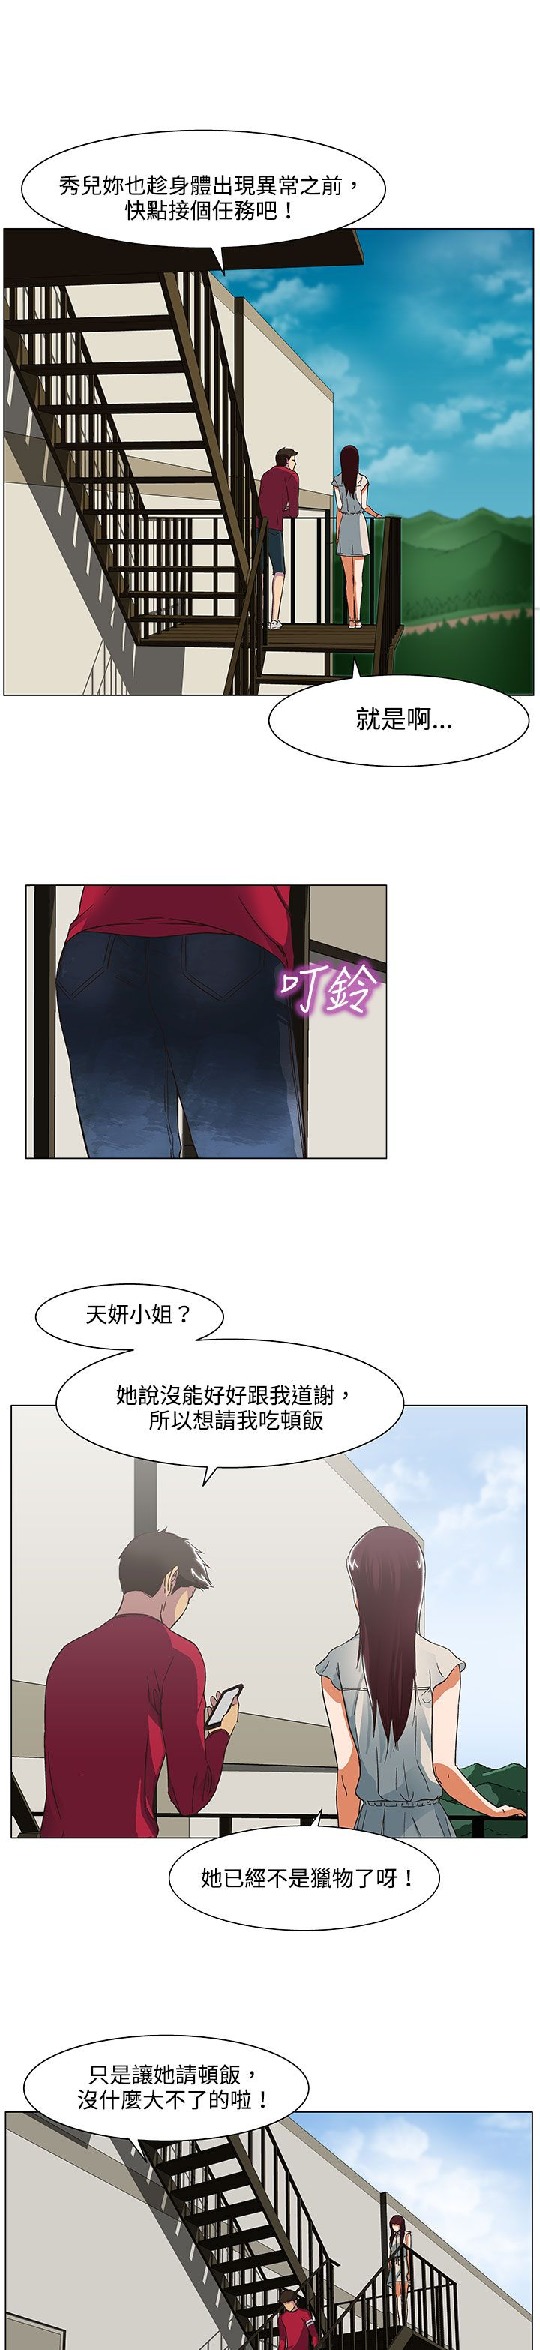 秀兒妳也趁身體出現異常之前，
快點接個任務吧！
就是啊...
叮鈴
天妍小姐？
她說沒能好好跟我道謝，
所以想請我吃頓飯
她已經不是獵物了呀！
只是讓她請頓飯，
沒什麼大不了的啦！